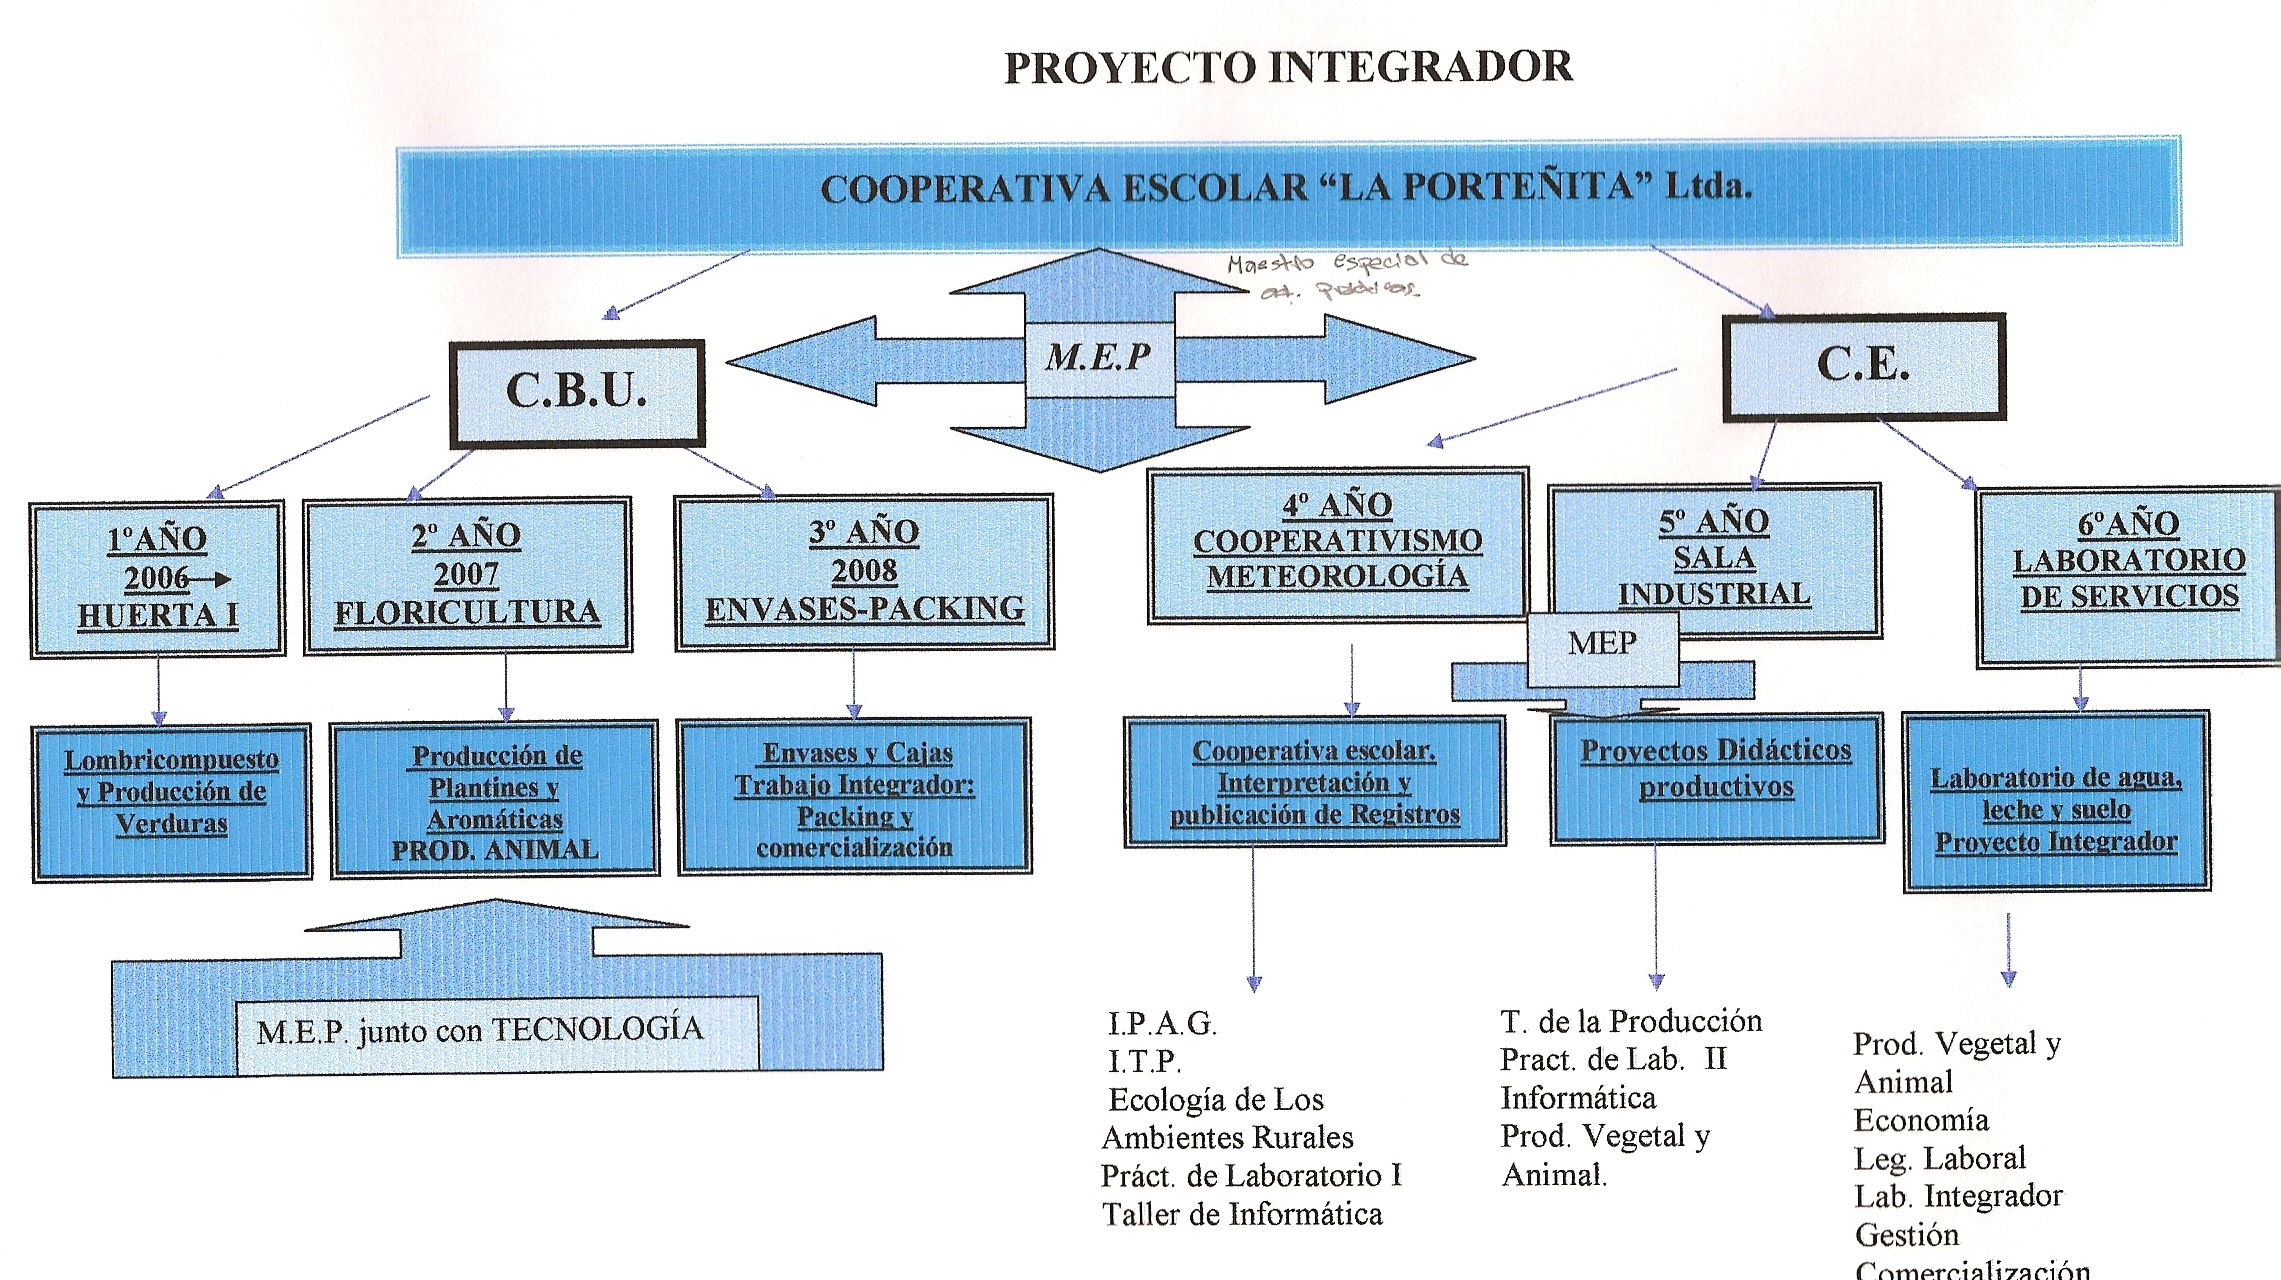 PROYECTO INTEGRADOR
COOPERATIVA ESCOLAR “LA PORTEÑITA” Ltda.
Maestro especial de
act. prácticas
C.B.U.
M.E.P
C.E.
1ºAÑO
2006
HUERTA I
2º AÑO
2007
FLORICULTURA
3º AÑO
2008
ENVASES-PACKING
4º AÑO
COOPERATIVISMO
METEOROLOGÍA
5º AÑO
SALA
INDUSTRIAL
6ºAÑO
LABORATORIO
DE SERVICIOS
MEP
Lombricompuesto
y Producción de
Verduras
Producción de
Plantines y
Aromáticas
PROD. ANIMAL
Envases y Cajas
Trabajo Integrador:
Packing y
comercialización
Cooperativa escolar.
Interpretación y
publicación de Registros
Proyectos Didácticos
productivos
Laboratorio de agua,
leche y suelo
Proyecto Integrador
M.E.P. junto con TECNOLOGÍA
I.P.A.G.
I.T.P.
Ecología de Los
Ambientes Rurales
Práct. de Laboratorio I
Taller de Informática
T. de la Producción
Pract. de Lab. II
Informática
Prod. Vegetal y
Animal.
Prod. Vegetal y
Animal
Economía
Leg. Laboral
Lab. Integrador
Gestión
Comercialización